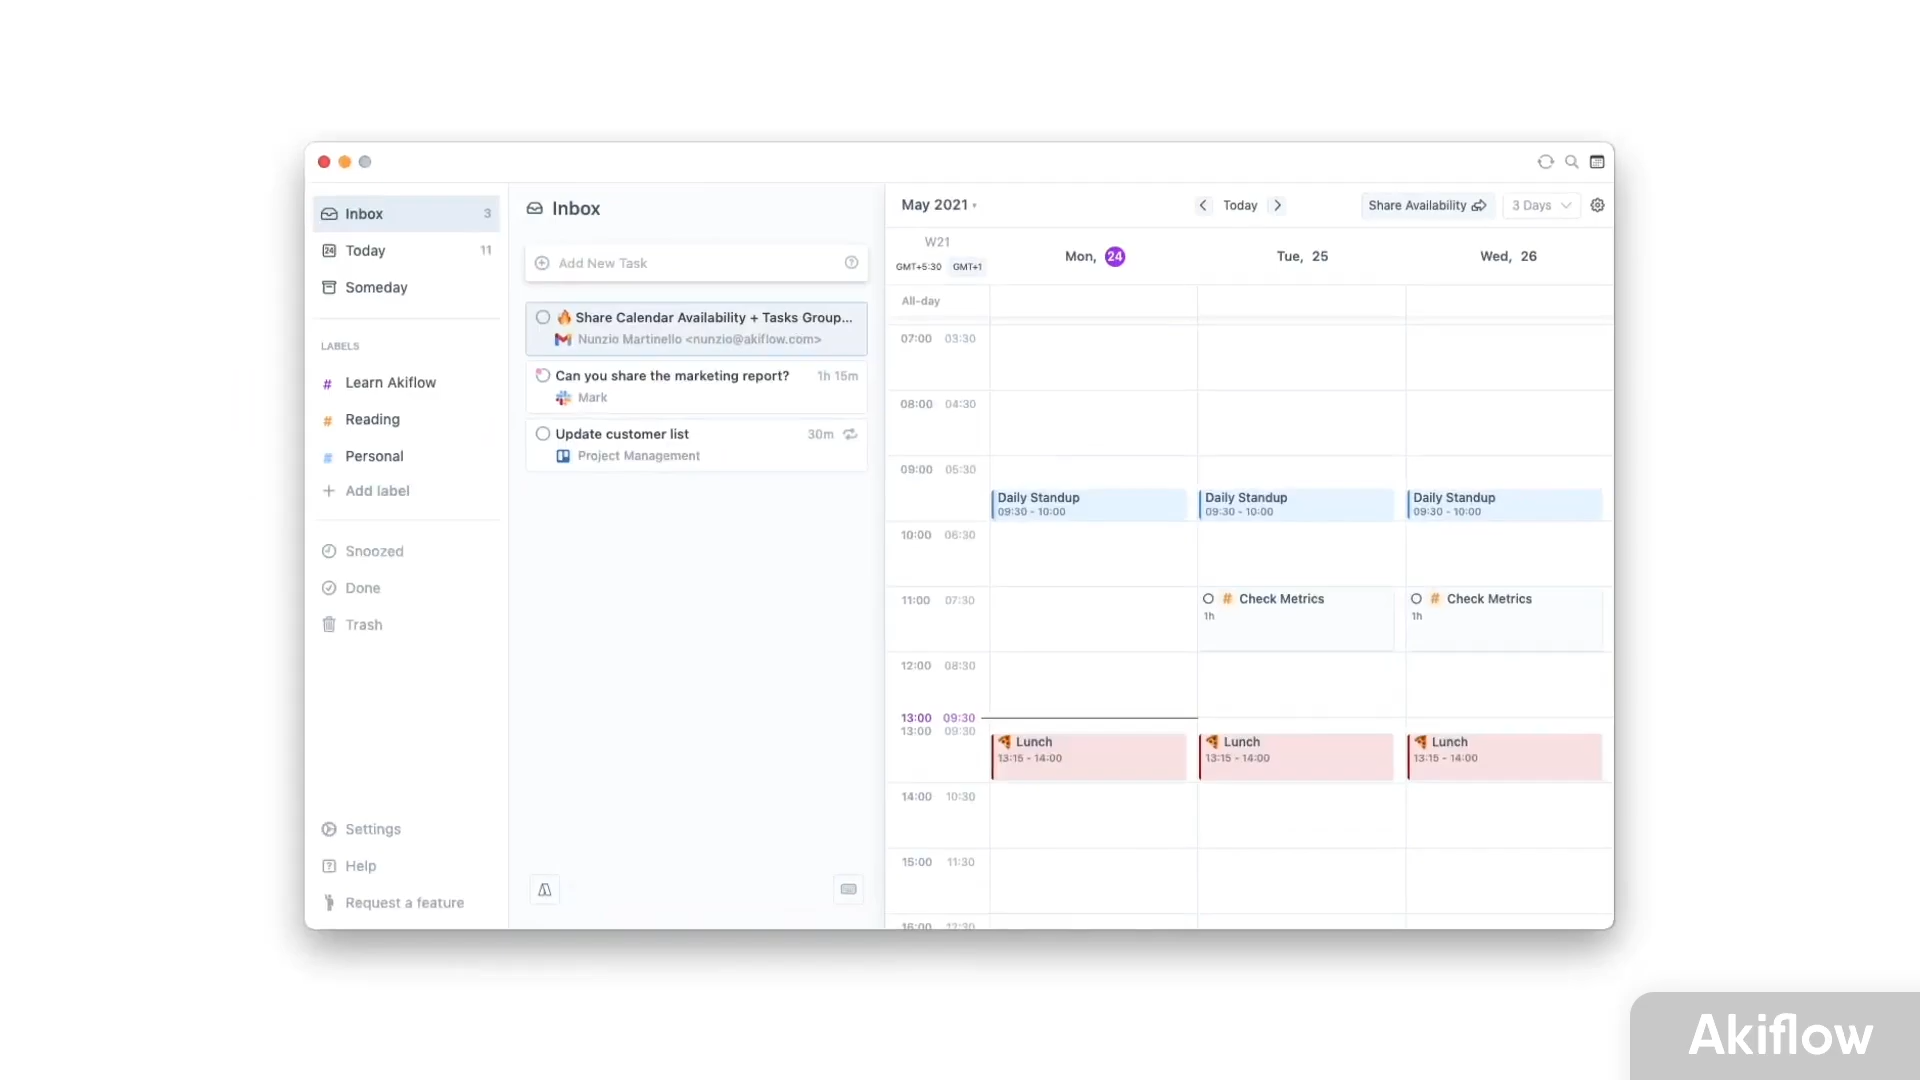 Inbox 3
24 Today 11
Someday
LABELS
# Learn Akiflow
# Reading
# Personal
+ Add label
Snoozed
Done
Trash
Settings
Help
Request a feature
Inbox
Add New Task
🔥 Share Calendar Availability + Tasks Group...
Nunzio Martinello <nunzio@akiflow.com>
Can you share the marketing report? 1h 15m
Mark
Update customer list 30m
Project Management
May 2021
Today
Share Availability
3 Days
W21
GMT+5:30 GMT+1
Mon, 24
Tue, 25
Wed, 26
All-day
07:00 03:30
08:00 04:30
09:00 05:30
Daily Standup
09:30 - 10:00
Daily Standup
09:30 - 10:00
Daily Standup
09:30 - 10:00
10:00 06:30
11:00 07:30
# Check Metrics
1h
# Check Metrics
1h
12:00 08:30
13:00 09:30
13:00 09:30
🍕 Lunch
13:15 - 14:00
🍕 Lunch
13:15 - 14:00
🍕 Lunch
13:15 - 14:00
14:00 10:30
15:00 11:30
16:00 12:30
Akiflow